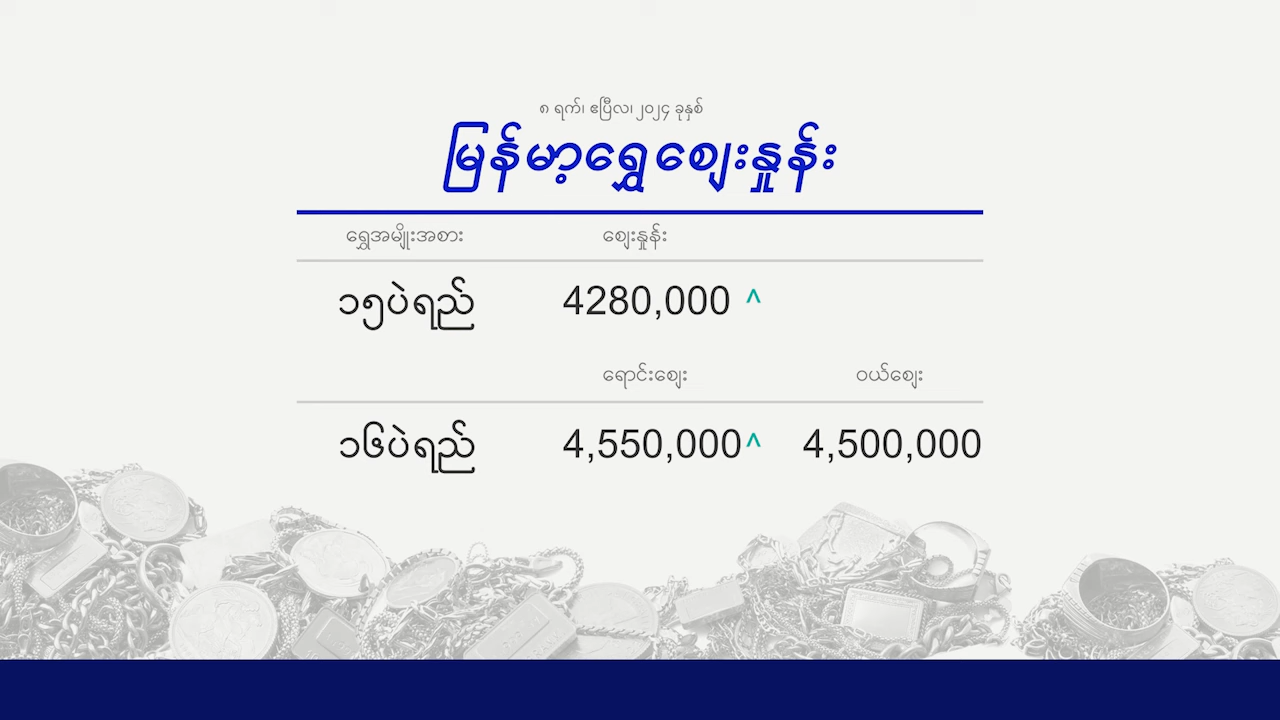 ၈ ရက်၊ ဧပြီလ၊၂၀၂၄ ခုနှစ်
မြန်မာ့ရွှေဈေးနှုန်း
ရွှေအမျိုးအစား ဈေးနှုန်း
၁၅ပဲရည် 4280,000 ^
ရောင်းဈေး ဝယ်ဈေး
၁၆ပဲရည် 4,550,000^ 4,500,000